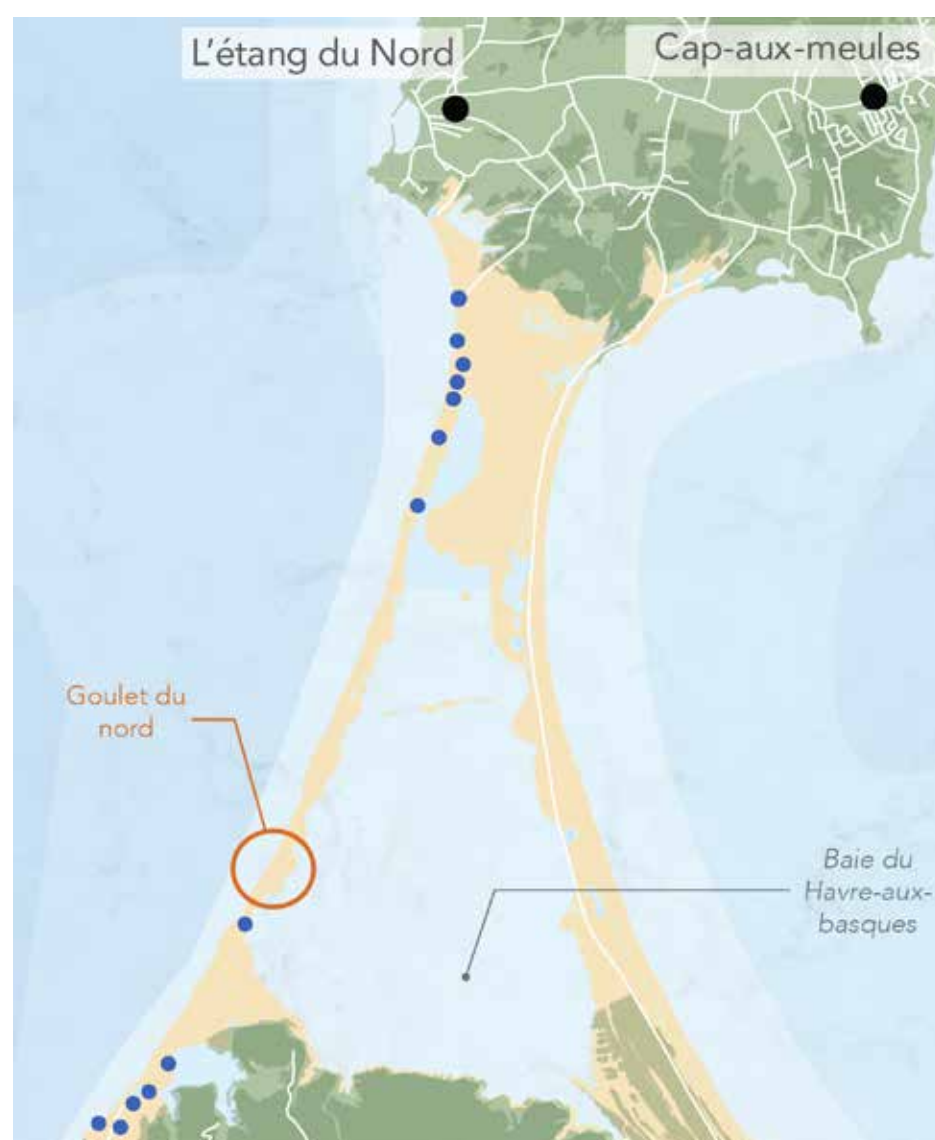 L'étang du Nord
Cap-aux-meules
Goulet du
nord
Baie du
Havre-aux-
basques